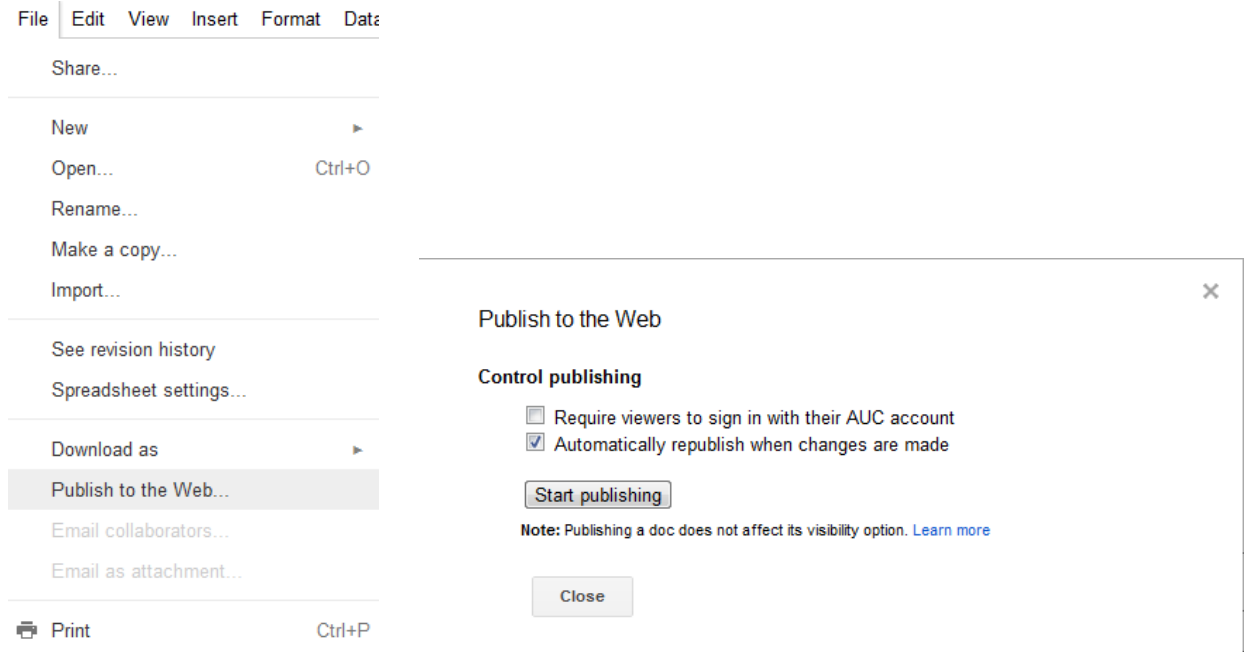 File Edit View Insert Format Data
Share...
New
Open... Ctrl+O
Rename...
Make a copy...
Import...
See revision history
Spreadsheet settings...
Download as
Publish to the Web...
Email collaborators...
Email as attachment...
Print Ctrl+P
Publish to the Web
Control publishing
Require viewers to sign in with their AUC account
Automatically republish when changes are made
Start publishing
Note: Publishing a doc does not affect its visibility option. Learn more
Close